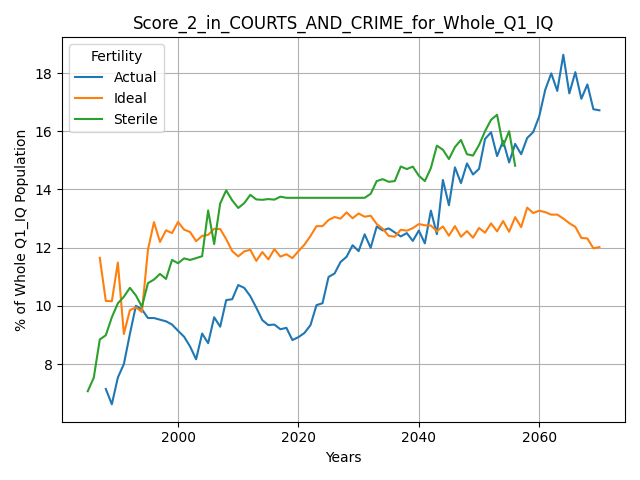 Score_2_in_COURTS_AND_CRIME_for_Whole_Q1_IQ
Fertility
Actual
Ideal
Sterile
% of Whole Q1_IQ Population
18
16
14
12
10
8
2000
2020
2040
2060
Years